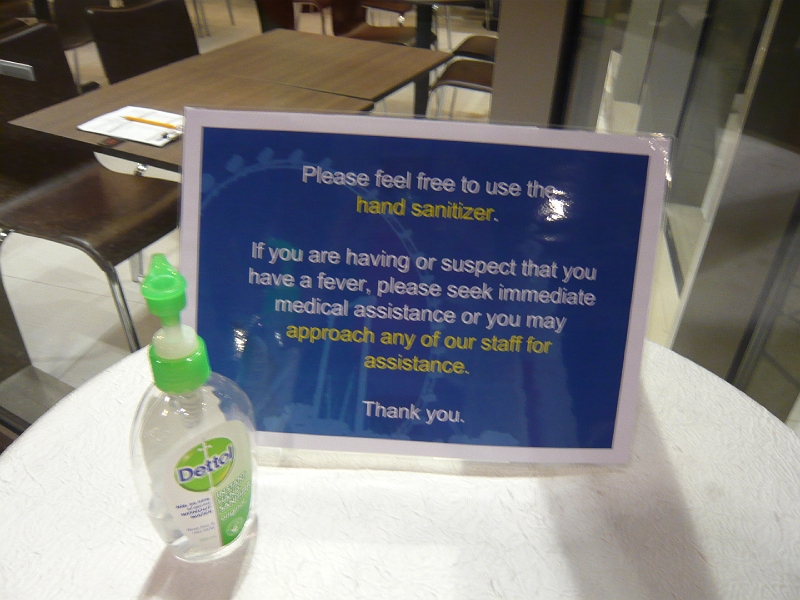 Please feel free to use the
hand sanitizer.
If you are having or suspect that you
have a fever, please seek immediate
medical assistance or you may
approach any of our staff for
assistance.
Thank you.
Dettol